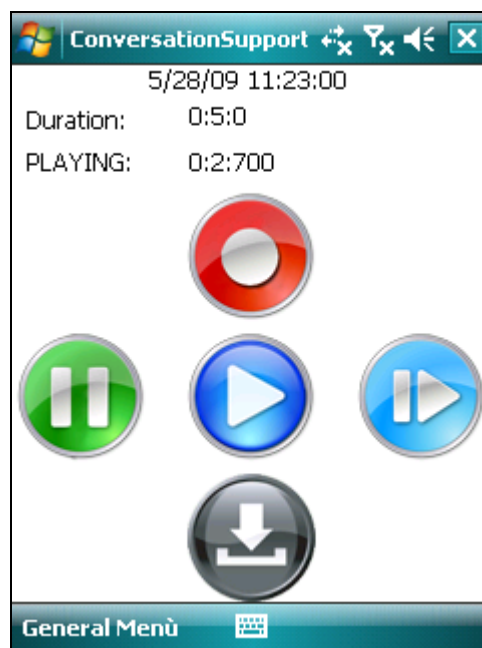 ConversationSupport
5/28/09 11:23:00
Duration: 0:5:0
PLAYING: 0:2:700
General Menù